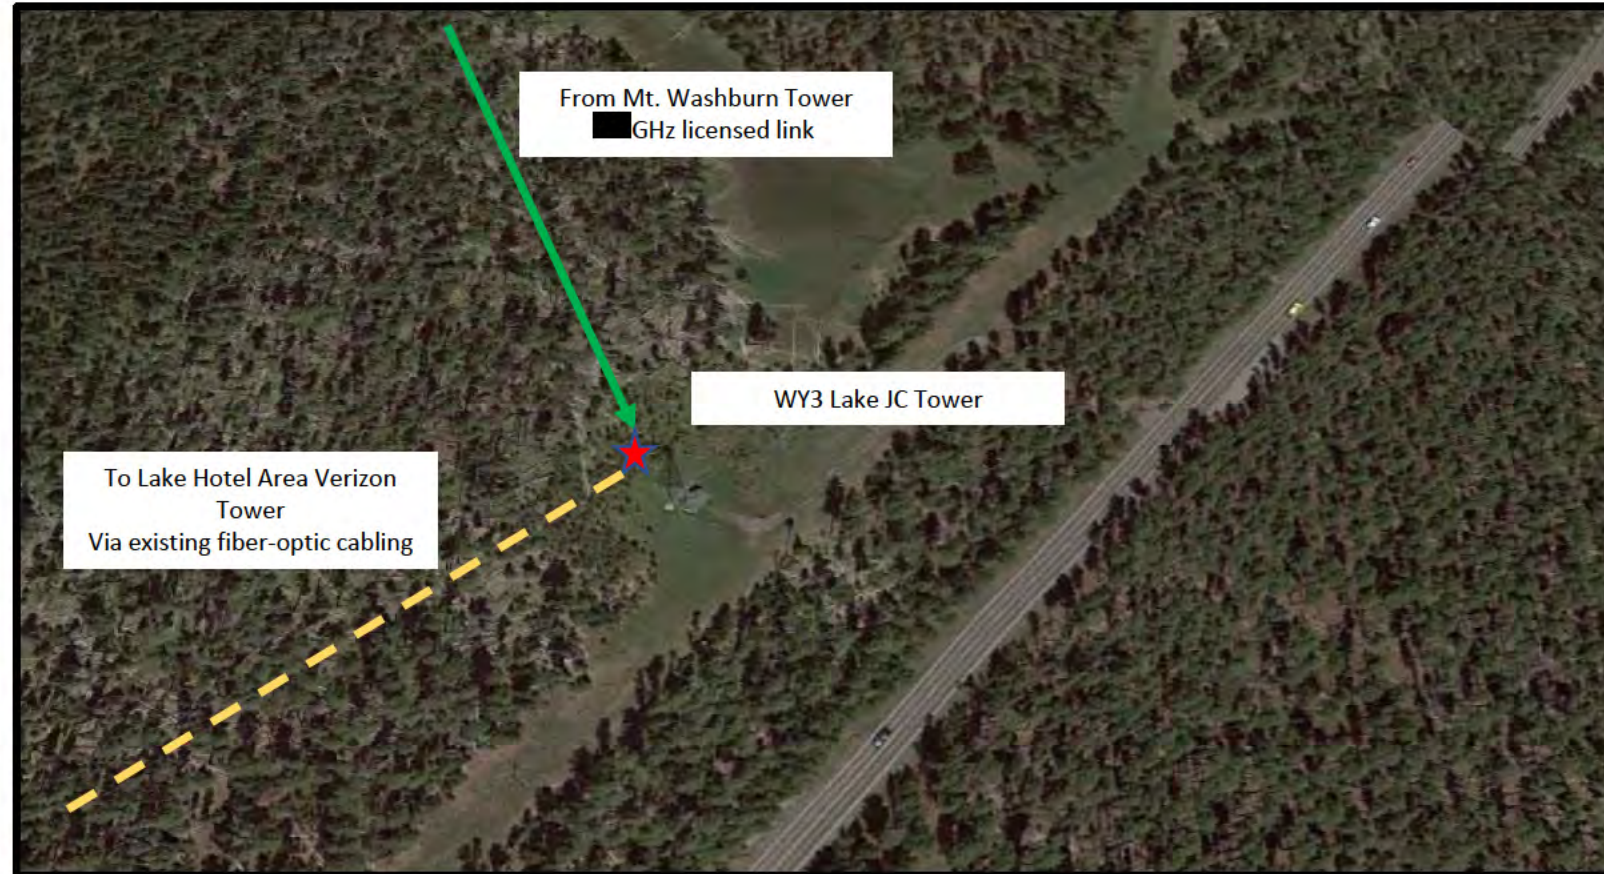 From Mt. Washburn Tower
GHz licensed link
WY3 Lake JC Tower
To Lake Hotel Area Verizon
Tower
Via existing fiber-optic cabling